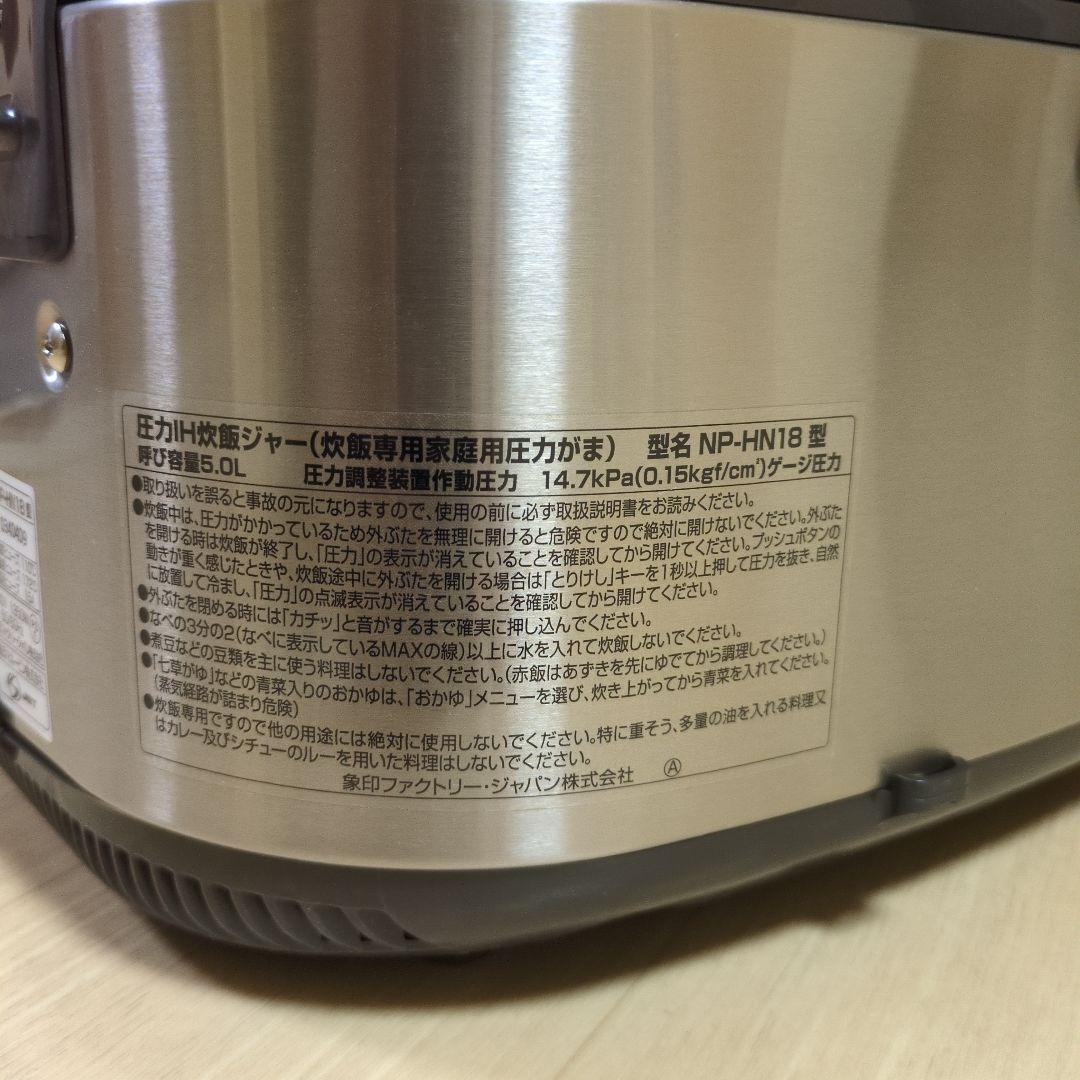 圧力IH炊飯ジャー(炊飯専用家庭用圧力がま) 型名 NP-HN18 型
呼び容量5.0L 圧力調整装置作動圧力 14.7kPa(0.15kgf/cm²)ゲージ圧力
●取り扱いを誤ると事故の元になりますので、使用の前に必ず取扱説明書をお読みください。
●炊飯中は、圧力がかかっているため外ぶたを無理に開けると危険ですので絶対に開けないでください。外ぶた
を開ける時は炊飯が終了し、「圧力」の表示が消えていることを確認してから開けてください。プッシュボタンの
動きが重く感じたときや、炊飯途中に外ぶたを開ける場合は「とりけし」キーを1秒以上押して圧力を抜き、自然
に放置して冷まし、「圧力」の点滅表示が消えていることを確認してから開けてください。
●外ぶたを閉める時には「カチッ」と音がするまで確実に押し込んでください。
●なべの3分の2(なべに表示しているMAXの線)以上に水を入れて炊飯しないでください。
●煮豆などの豆類を主に使う料理はしないでください。(赤飯はあずきを先にゆでてから調理してください。)
●「七草がゆ」などの青菜入りのおかゆは、「おかゆ」メニューを選び、炊き上がってから青菜を入れてください。
(蒸気経路が詰まり危険)
●炊飯専用ですので他の用途には絶対に使用しないでください。特に重そう、多量の油を入れる料理又
はカレー及びシチューのルーを用いた料理はしないでください。
象印ファクトリー・ジャパン株式会社 Ⓐ